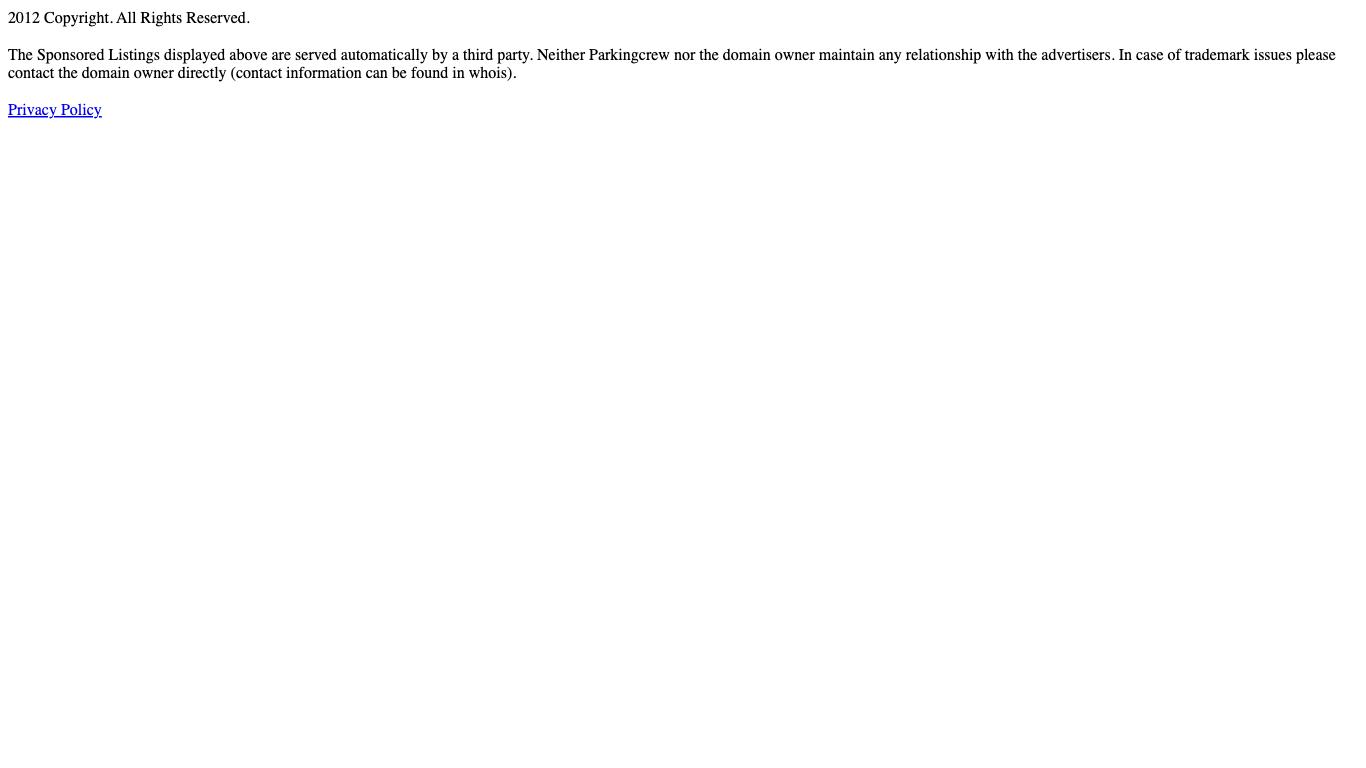 2012 Copyright. All Rights Reserved.
The Sponsored Listings displayed above are served automatically by a third party. Neither Parkingcrew nor the domain owner maintain any relationship with the advertisers. In case of trademark issues please
contact the domain owner directly (contact information can be found in whois).
Privacy Policy